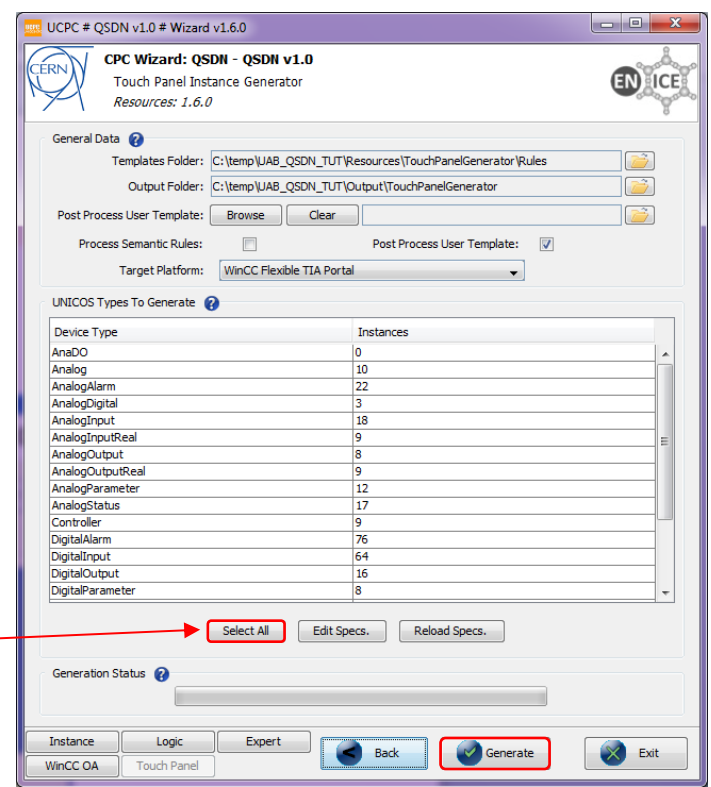 UCPC # QSDN v1.0 # Wizard v1.6.0
CERN
CPC Wizard: QSDN - QSDN v1.0
Touch Panel Instance Generator
Resources: 1.6.0
EN ICE
General Data
Templates Folder: C:\temp\UAB_QSDN_TUT\Resources\TouchPanelGenerator\Rules
Output Folder: C:\temp\UAB_QSDN_TUT\Output\TouchPanelGenerator
Post Process User Template: Browse Clear
Process Semantic Rules: Post Process User Template:
Target Platform: WinCC Flexible TIA Portal
UNICOS Types To Generate
Device Type Instances
AnaDO 0
Analog 10
AnalogAlarm 22
AnalogDigital 3
AnalogInput 18
AnalogInputReal 9
AnalogOutput 8
AnalogOutputReal 9
AnalogParameter 12
AnalogStatus 17
Controller 9
DigitalAlarm 76
DigitalInput 64
DigitalOutput 16
DigitalParameter 8
Select All Edit Specs. Reload Specs.
Generation Status
Instance Logic Expert
Back Generate Exit
WinCC OA Touch Panel